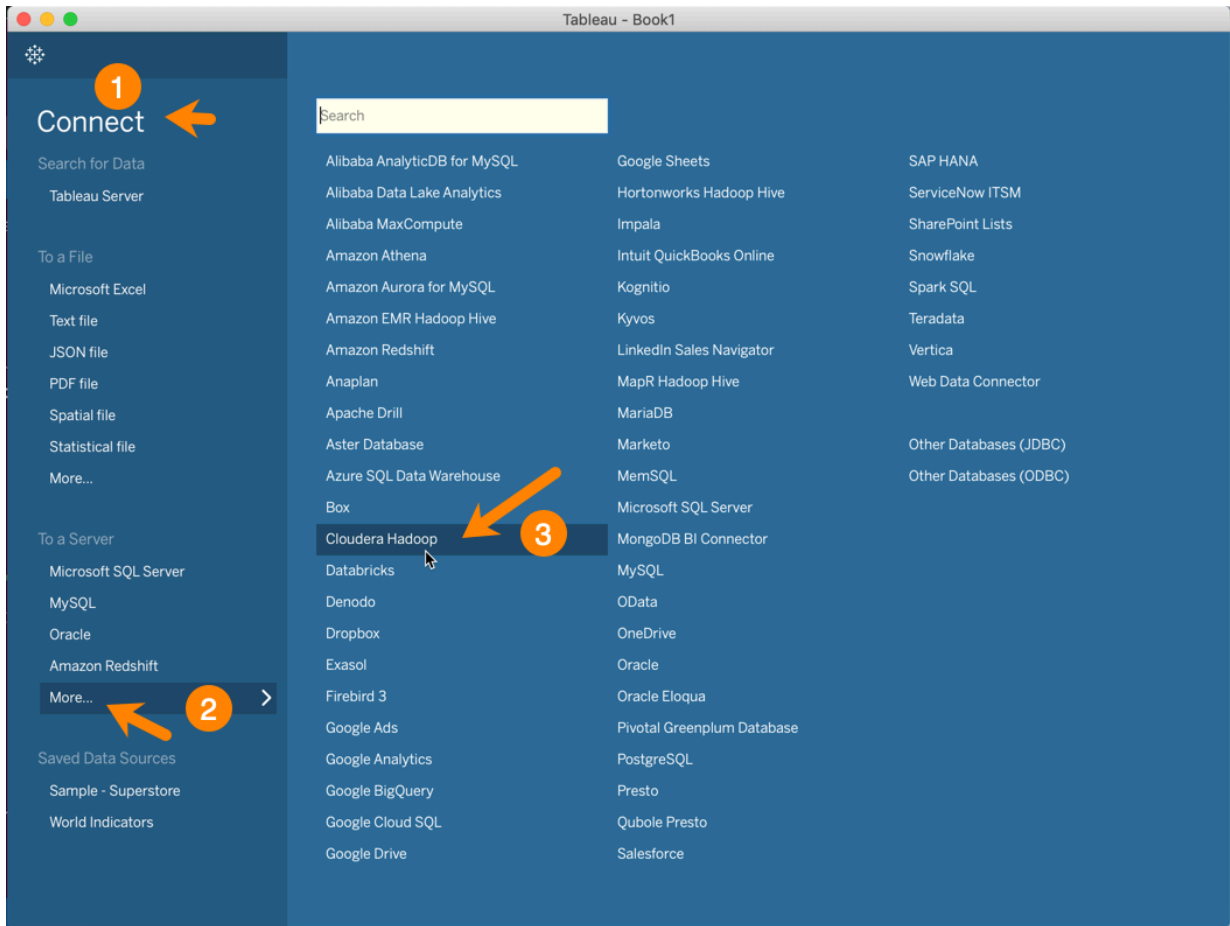 Tableau - Book1
1
Connect
Search for Data
Tableau Server
To a File
Microsoft Excel
Text file
JSON file
PDF file
Spatial file
Statistical file
More...
To a Server
Microsoft SQL Server
MySQL
Oracle
Amazon Redshift
More...
2
Saved Data Sources
Sample - Superstore
World Indicators
Search
Alibaba AnalyticDB for MySQL
Alibaba Data Lake Analytics
Alibaba MaxCompute
Amazon Athena
Amazon Aurora for MySQL
Amazon EMR Hadoop Hive
Amazon Redshift
Anaplan
Apache Drill
Aster Database
Azure SQL Data Warehouse
Box
Cloudera Hadoop
3
Databricks
Denodo
Dropbox
Exasol
Firebird 3
Google Ads
Google Analytics
Google BigQuery
Google Cloud SQL
Google Drive
Google Sheets
Hortonworks Hadoop Hive
Impala
Intuit QuickBooks Online
Kognitio
Kyvos
LinkedIn Sales Navigator
MapR Hadoop Hive
MariaDB
Marketo
MemSQL
Microsoft SQL Server
MongoDB BI Connector
MySQL
OData
OneDrive
Oracle
Oracle Eloqua
Pivotal Greenplum Database
PostgreSQL
Presto
Qubole Presto
Salesforce
SAP HANA
ServiceNow ITSM
SharePoint Lists
Snowflake
Spark SQL
Teradata
Vertica
Web Data Connector
Other Databases (JDBC)
Other Databases (ODBC)